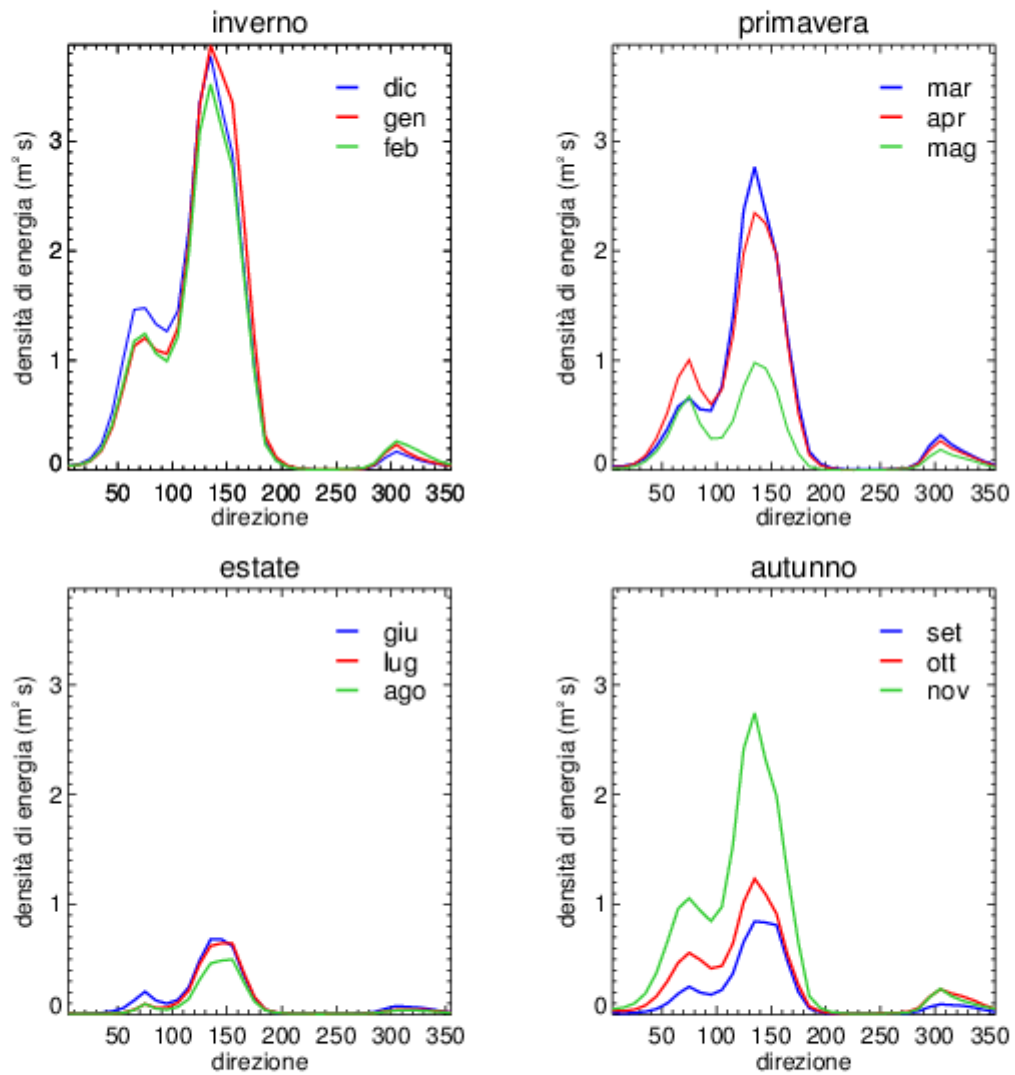 inverno
densità di energia (m² s)
dic
gen
feb
3
2
1
0
50 100 150 200 250 300 350
direzione
primavera
densità di energia (m² s)
mar
apr
mag
3
2
1
0
50 100 150 200 250 300 350
direzione
estate
densità di energia (m² s)
giu
lug
ago
3
2
1
0
50 100 150 200 250 300 350
direzione
autunno
densità di energia (m² s)
set
ott
nov
3
2
1
0
50 100 150 200 250 300 350
direzione